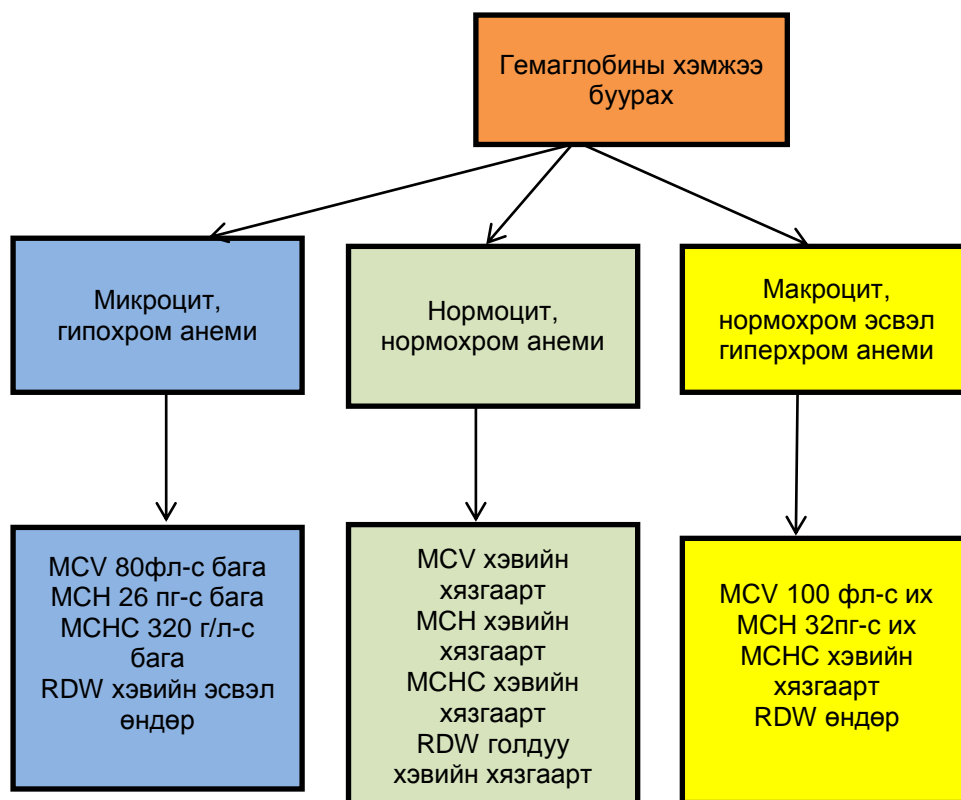 Гемаглобины хэмжээ
буурах
Микроцит,
гипохром анеми
Нормоцит,
нормохром анеми
Макроцит,
нормохром эсвэл
гиперхром анеми
MCV 80фл-с бага
MCH 26 пг-с бага
MCHC 320 г/л-с
бага
RDW хэвийн эсвэл
өндөр
MCV хэвийн
хязгаарт
MCH хэвийн
хязгаарт
MCHC хэвийн
хязгаарт
RDW голдуу
хэвийн хязгаарт
MCV 100 фл-с их
MCH 32пг-с их
MCHC хэвийн
хязгаарт
RDW өндөр